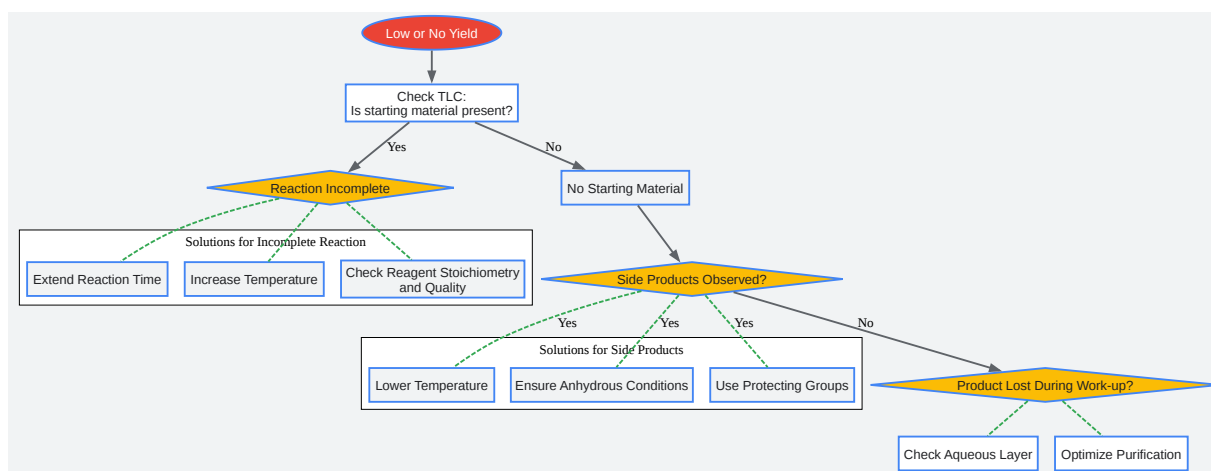 Low or No Yield
Check TLC:
Is starting material present?
Yes
No
Reaction Incomplete
No Starting Material
Solutions for Incomplete Reaction
Extend Reaction Time
Increase Temperature
Check Reagent Stoichiometry
and Quality
Side Products Observed?
Yes
Yes
Yes
No
Solutions for Side Products
Lower Temperature
Ensure Anhydrous Conditions
Use Protecting Groups
Product Lost During Work-up?
Check Aqueous Layer
Optimize Purification